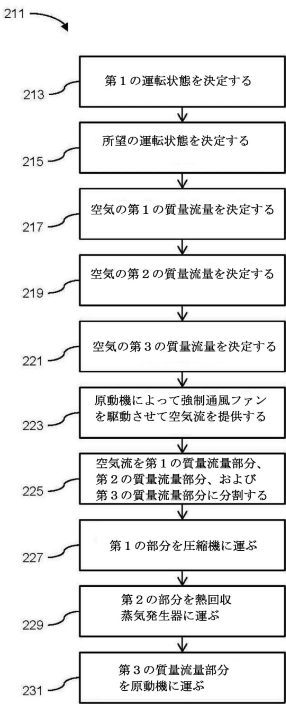 211
第1の運転状態を決定する
213
所望の運転状態を決定する
215
空気の第1の質量流量を決定する
217
空気の第2の質量流量を決定する
219
空気の第3の質量流量を決定する
221
原動機によって強制通風ファン
を駆動させて空気流を提供する
223
空気流を第1の質量流量部分、
第2の質量流量部分、および
第3の質量流量部分に分割する
225
第1の部分を圧縮機に運ぶ
227
第2の部分を熱回収
蒸気発生器に運ぶ
229
第3の質量流量部分
を原動機に運ぶ
231